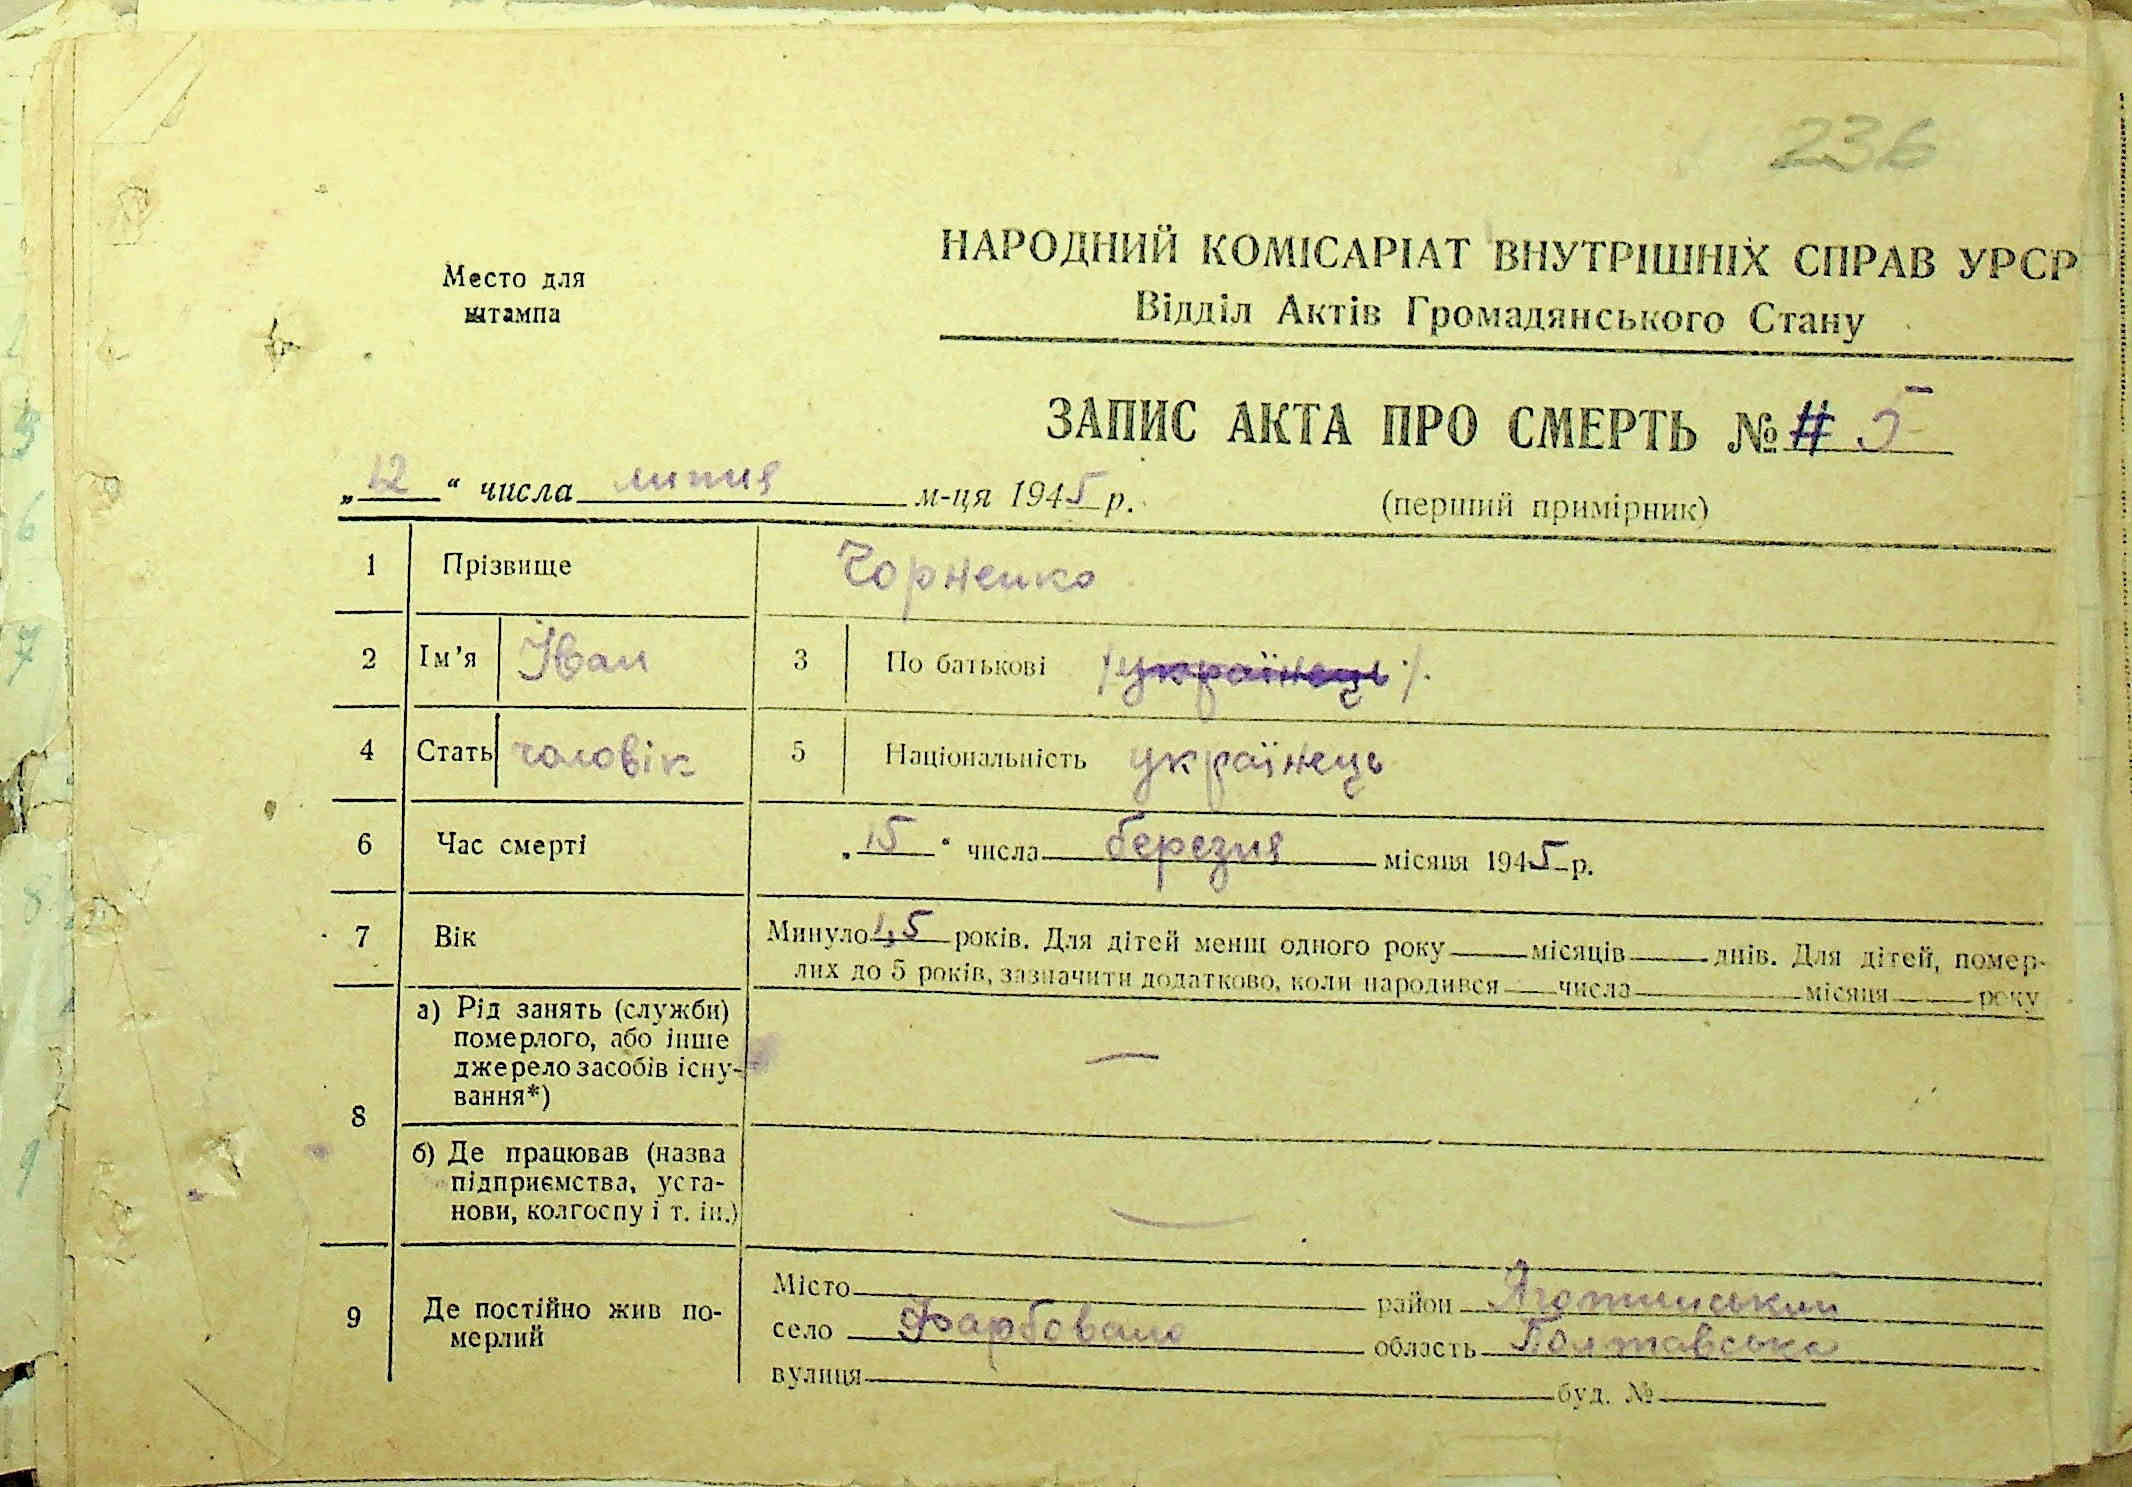 236
Место для
штампа
НАРОДНИЙ КОМІСАРІАТ ВНУТРІШНІХ СПРАВ УРСР
Відділ Актів Громадянського Стану
ЗАПИС АКТА ПРО СМЕРТЬ № # 5
„12“ числа липня м-ця 1945 р.
(перший примірник)
1 Прізвище Чорненко
2 Ім’я Іван 3 По батькові /українець/.
4 Стать чоловік 5 Національність українець
6 Час смерті „15“ числа березня місяця 1945 р.
7 Вік Минуло 1,5 років. Для дітей менш одного року місяців днів. Для дітей, помер-
лих до 5 років, зазначити додатково, коли народився числа місяця року
8 а) Рід занять (служби)
померлого, або інше
джерело засобів існу-
вання*) —
б) Де працював (назва
підприємства, уста-
нови, колгоспу і т. ін.) —
9 Де постійно жив по-
мерлий
Місто район Яготинський
село Фарбовано область Полтавська
вулиця буд. №